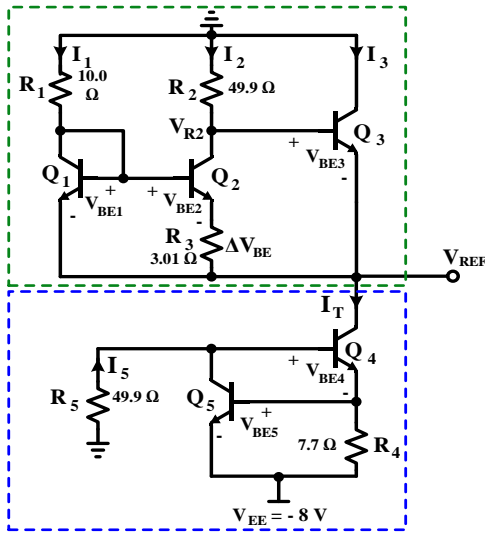 I1
I2
I3
R1
10.0
Ω
R2
49.9 Ω
VR2
+
VBE3
-
Q3
Q1
+
VBE1
-
+
VBE2
-
Q2
R3
3.01 Ω
ΔVBE
VREF
IT
+
VBE4
-
Q4
I5
R5
49.9 Ω
Q5
+
VBE5
-
7.7 Ω
R4
VEE = - 8 V